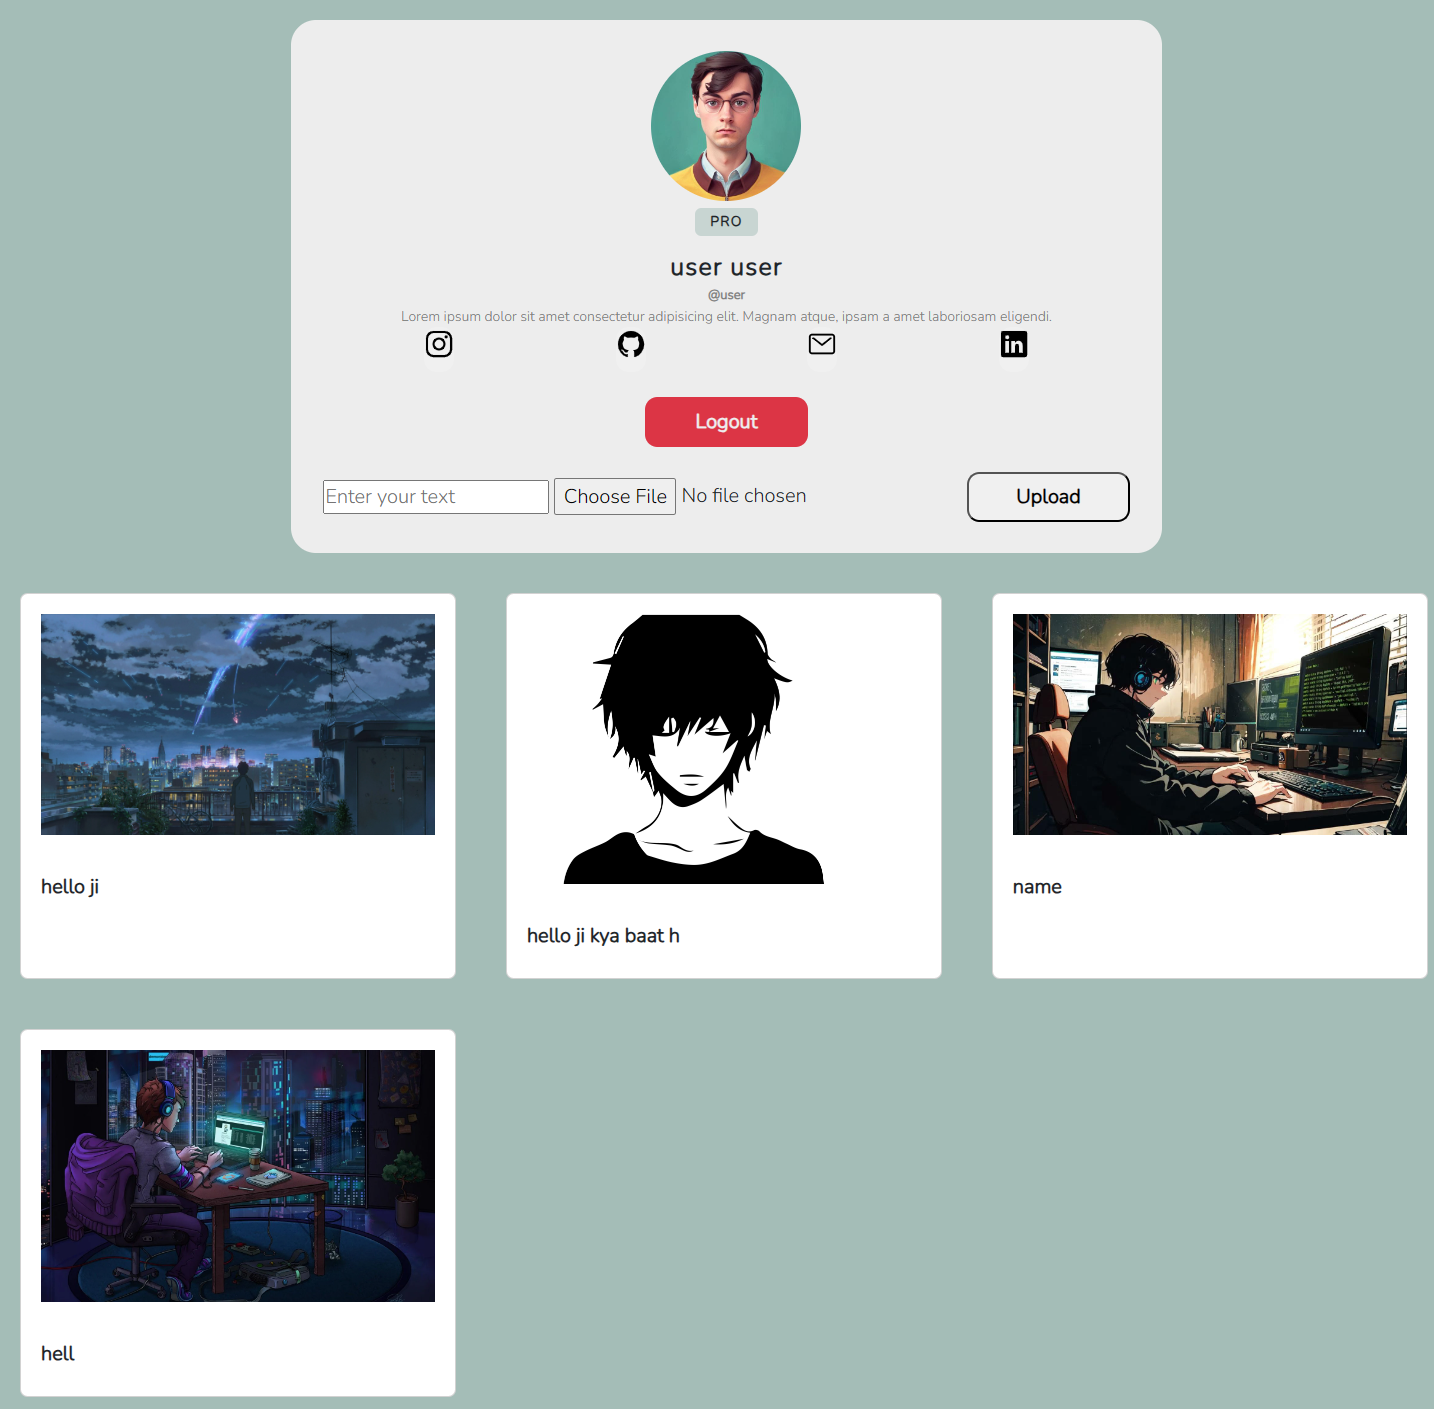 PRO
user user
@user
Lorem ipsum dolor sit amet consectetur adipisicing elit. Magnam atque, ipsam a amet laboriosam eligendi.
in
Logout
Enter your text Choose File No file chosen Upload
hello ji
hello ji kya baat h
name
hell